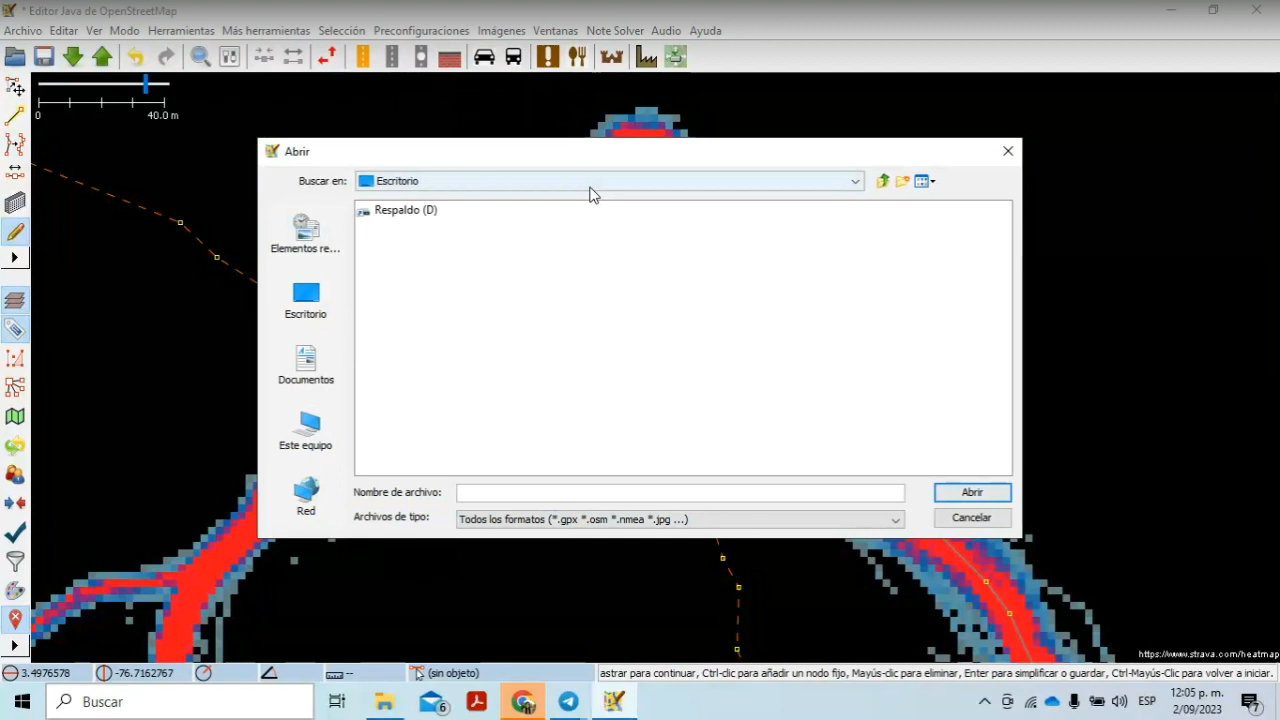 * Editor Java de OpenStreetMap
Archivo Editar Ver Modo Herramientas Más herramientas Selección Preconfiguraciones Imágenes Ventanas Note Solver Audio Ayuda
0 40.0 m
Abrir
Buscar en: Escritorio
Respaldo (D)
Elementos re...
Escritorio
Documentos
Este equipo
Red
Nombre de archivo: Abrir
Archivos de tipo: Todos los formatos (*.gpx *.osm *.nmea *.jpg ...) Cancelar
https://www.strava.com/heatmap
3.4976578 -76.7162767 -- (sin objeto) astrar para continuar, Ctrl-clic para añadir un nodo fijo, Mayús-clic para eliminar, Enter para simplificar o guardar, Ctrl-Mayús-Clic para volver a iniciar.
Buscar 6 ESP 12:05 p. m. 7
2/09/2023